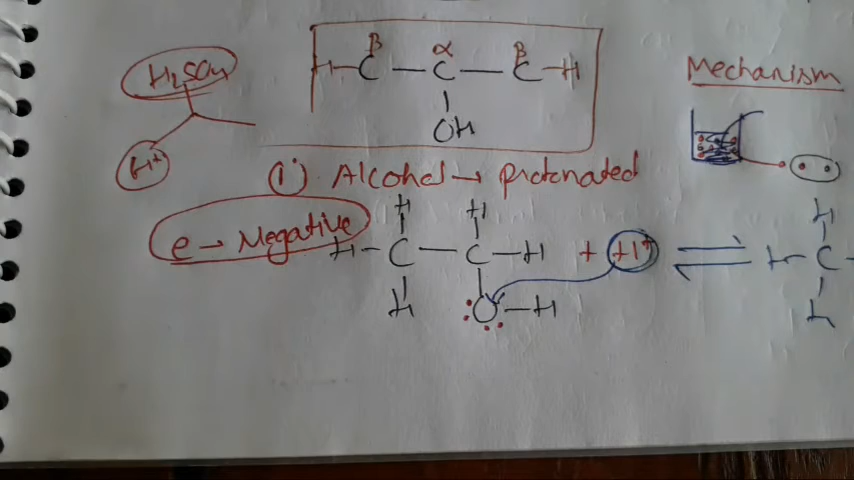 β α β
H2SO4 H–C — C — C–H Mechanism
OH
H+
(1) Alcohol → Protonated
H H H
e → Negative
H–C — C–H + H+ ⇌ H–C–
H O–H H